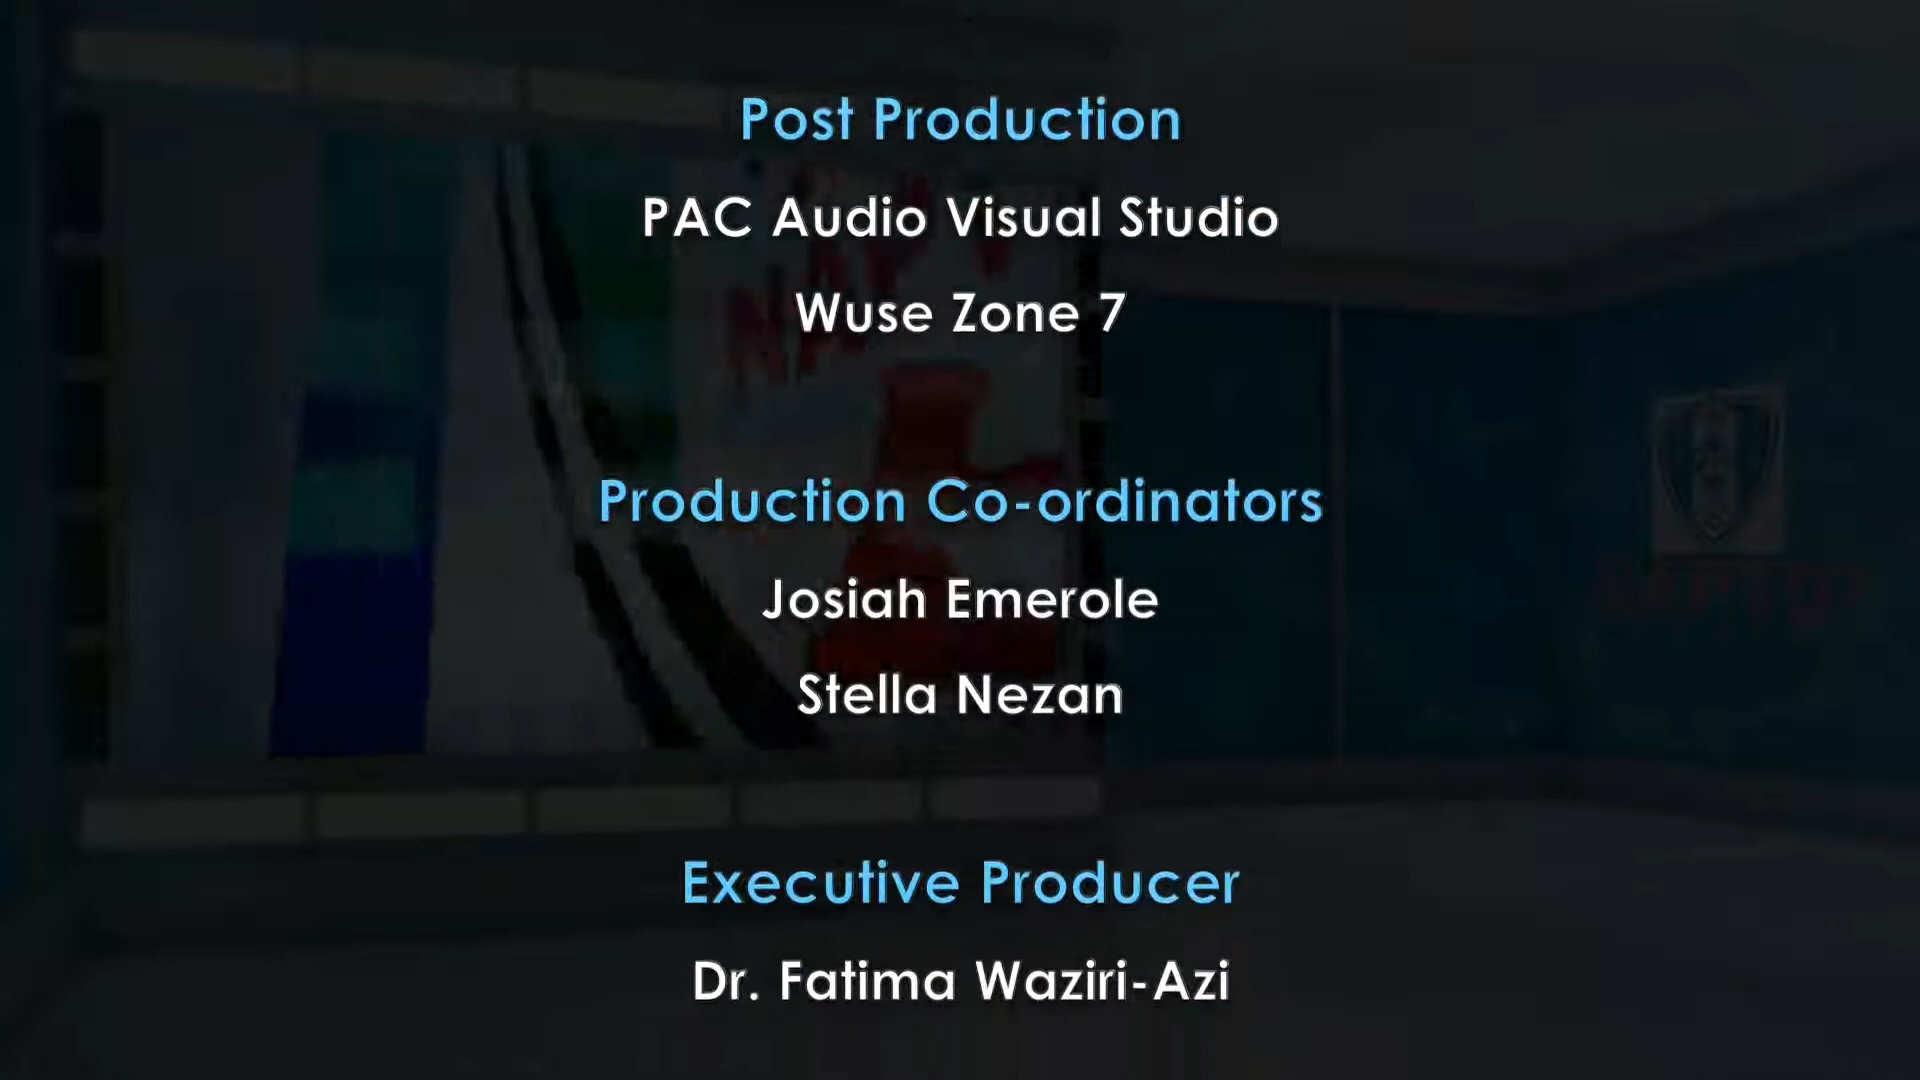 Post Production
PAC Audio Visual Studio
Wuse Zone 7
Production Co-ordinators
Josiah Emerole
Stella Nezan
Executive Producer
Dr. Fatima Waziri-Azi